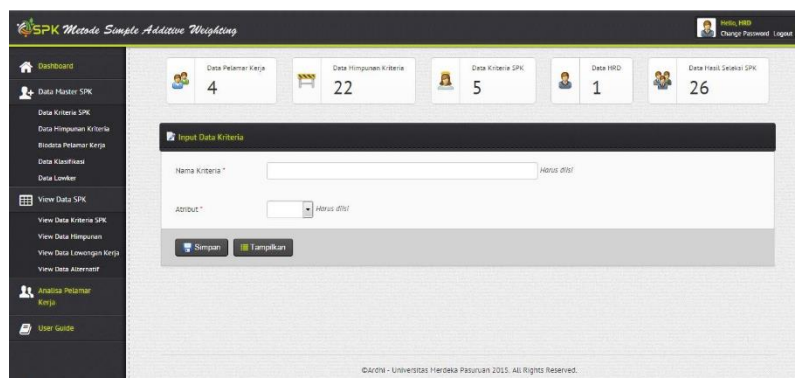 SPK Metode Simple Additive Weighting
Hello, HRD
Change Password Logout
Dashboard
Data Master SPK
Data Kriteria SPK
Data Himpunan Kriteria
Biodata Pelamar Kerja
Data Klasifikasi
Data Lowker
View Data SPK
View Data Kriteria SPK
View Data Himpunan
View Data Lowongan Kerja
View Data Alternatif
Analisa Pelamar
Kerja
User Guide
Data Pelamar Kerja
4
Data Himpunan Kriteria
22
Data Kriteria SPK
5
Data HRD
1
Data Hasil Seleksi SPK
26
Input Data Kriteria
Nama Kriteria *
Harus diisi
Atribut *
Harus diisi
Simpan
Tampilkan
©Ardhi - Universitas Merdeka Pasuruan 2015. All Rights Reserved.